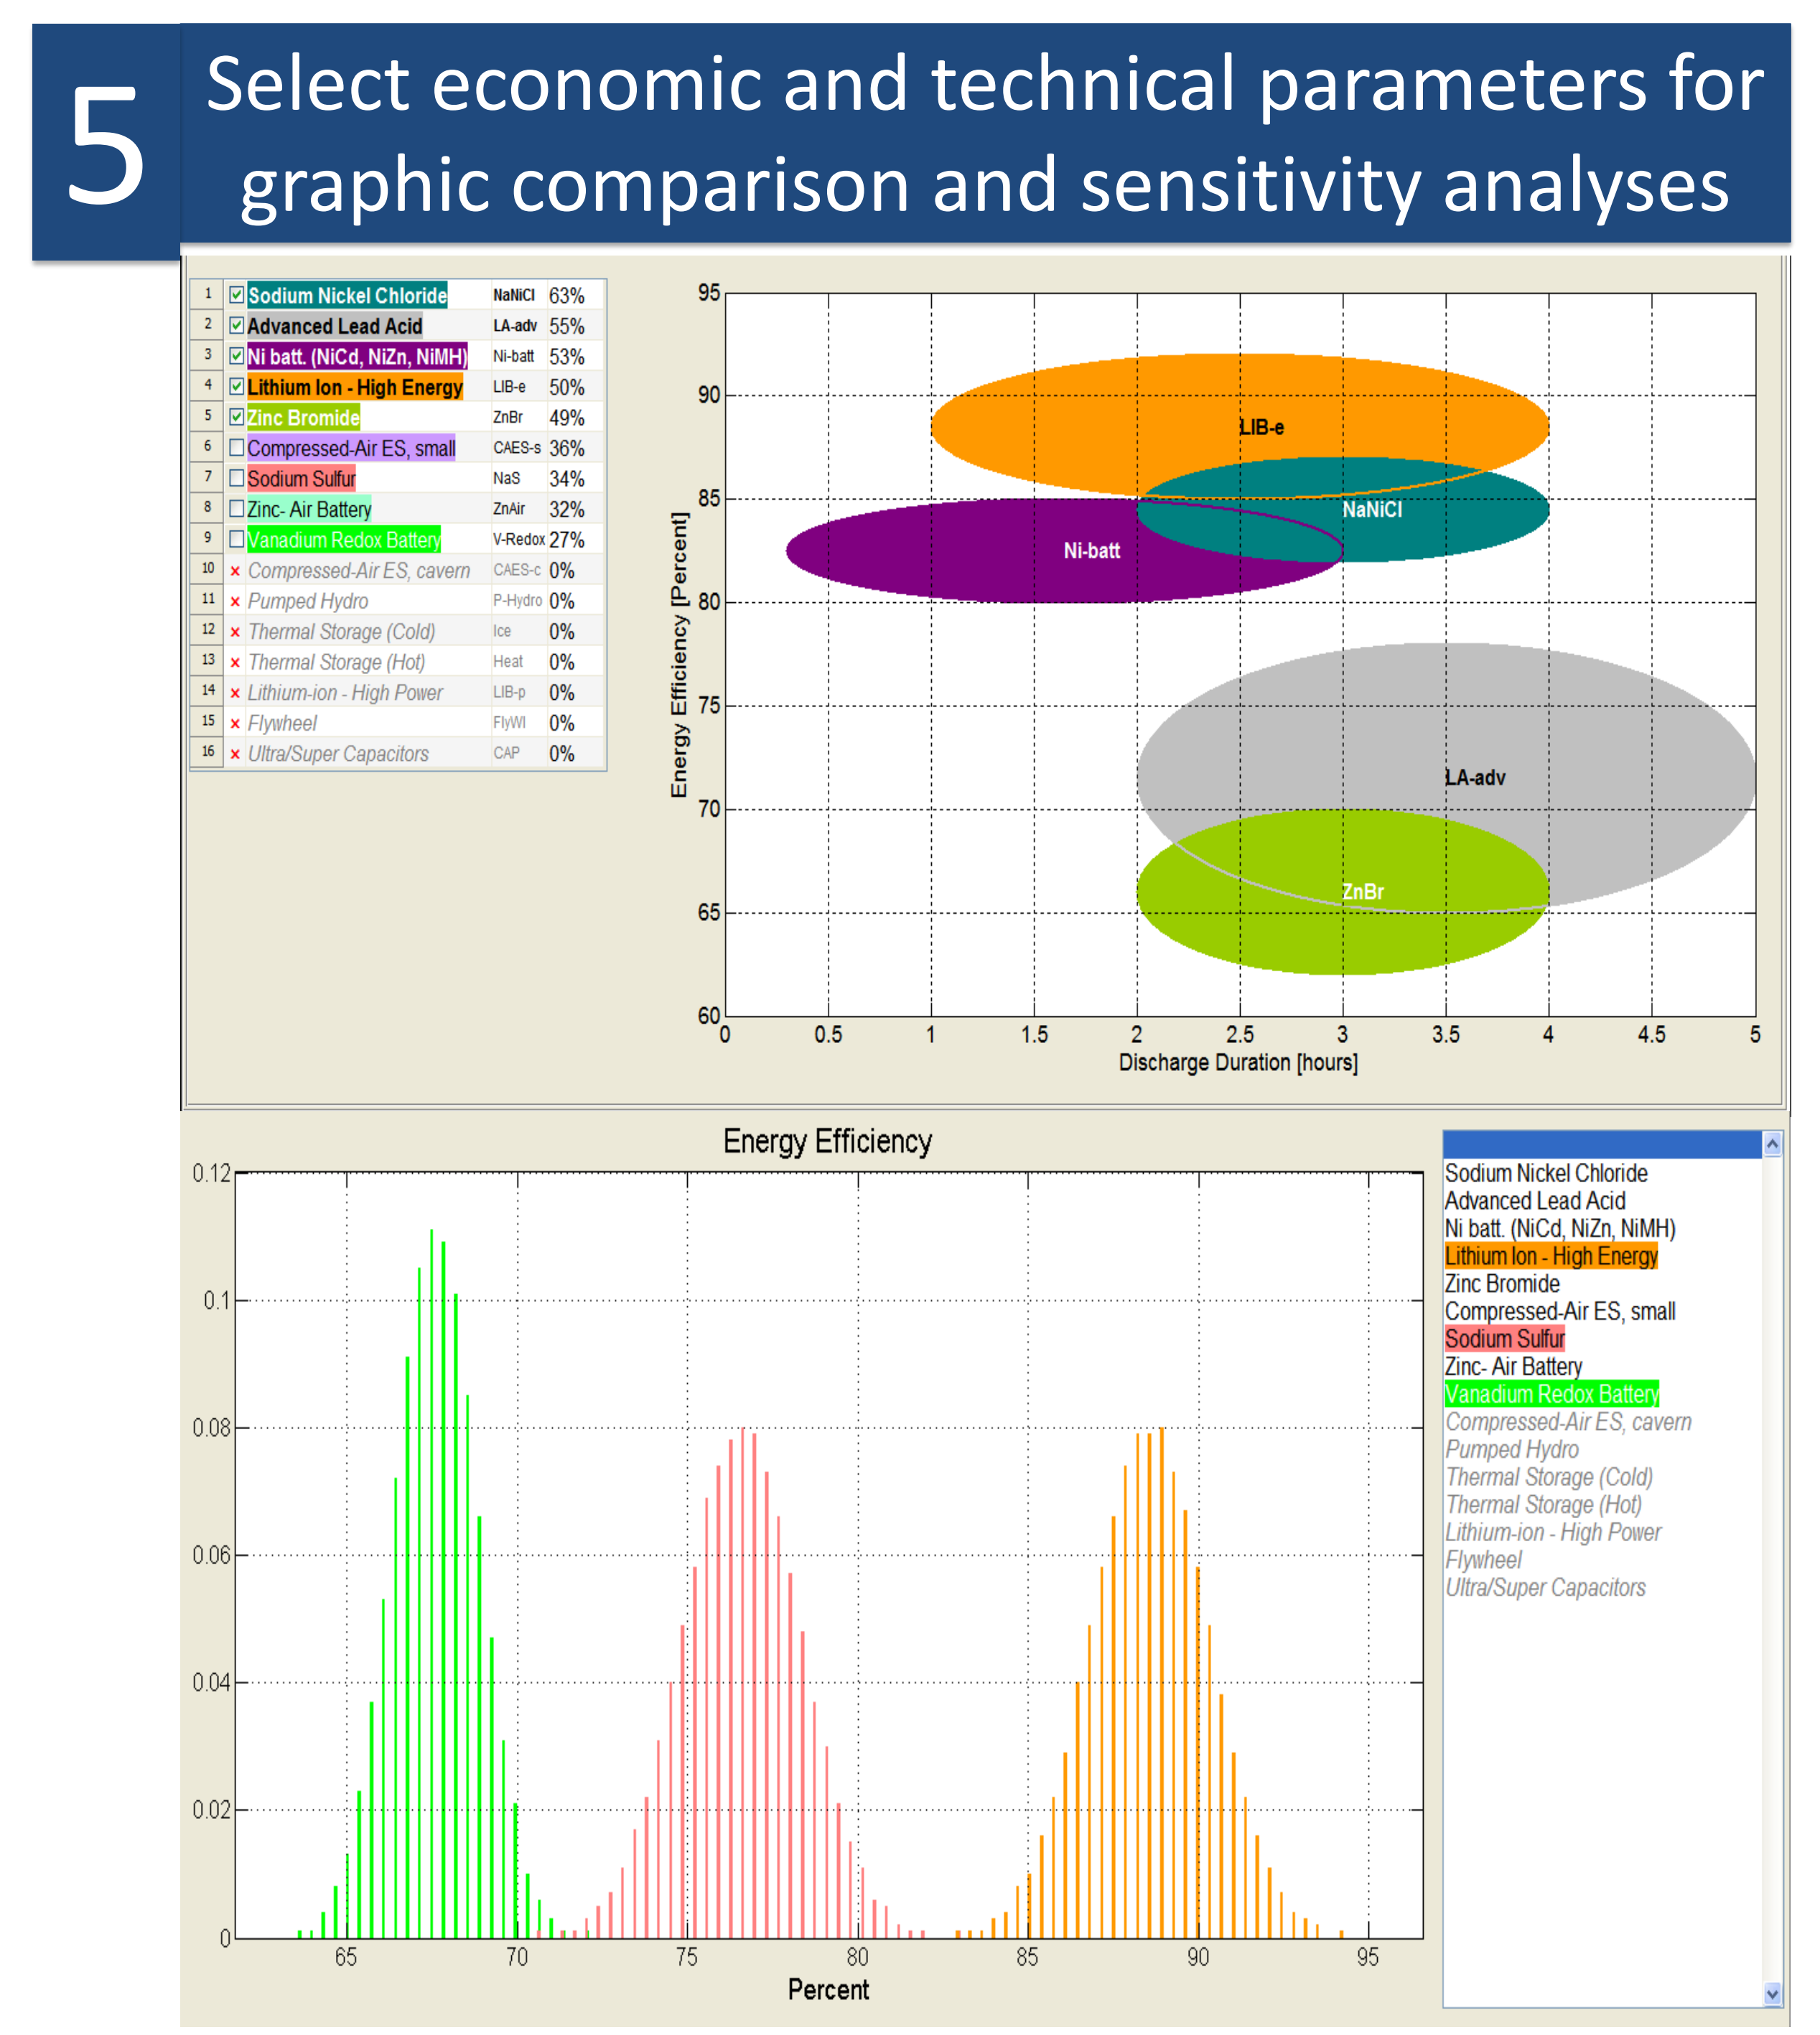 5
Select economic and technical parameters for
graphic comparison and sensitivity analyses
1 Sodium Nickel Chloride NaNiCl 63%
2 Advanced Lead Acid LA-adv 55%
3 Ni batt. (NiCd, NiZn, NiMH) Ni-batt 53%
4 Lithium Ion - High Energy LIB-e 50%
5 Zinc Bromide ZnBr 49%
6 Compressed-Air ES, small CAES-s 36%
7 Sodium Sulfur NaS 34%
8 Zinc- Air Battery ZnAir 32%
9 Vanadium Redox Battery V-Redox 27%
10 × Compressed-Air ES, cavern CAES-c 0%
11 × Pumped Hydro P-Hydro 0%
12 × Thermal Storage (Cold) Ice 0%
13 × Thermal Storage (Hot) Heat 0%
14 × Lithium-ion - High Power LIB-p 0%
15 × Flywheel FlyWl 0%
16 × Ultra/Super Capacitors CAP 0%
Energy Efficiency [Percent]
95
90
85
80
75
70
65
60
LIB-e
NaNiCl
Ni-batt
LA-adv
ZnBr
0 0.5 1 1.5 2 2.5 3 3.5 4 4.5 5
Discharge Duration [hours]
Energy Efficiency
0.12
0.1
0.08
0.06
0.04
0.02
0
65 70 75 80 85 90 95
Percent
Sodium Nickel Chloride
Advanced Lead Acid
Ni batt. (NiCd, NiZn, NiMH)
Lithium Ion - High Energy
Zinc Bromide
Compressed-Air ES, small
Sodium Sulfur
Zinc- Air Battery
Vanadium Redox Battery
Compressed-Air ES, cavern
Pumped Hydro
Thermal Storage (Cold)
Thermal Storage (Hot)
Lithium-ion - High Power
Flywheel
Ultra/Super Capacitors